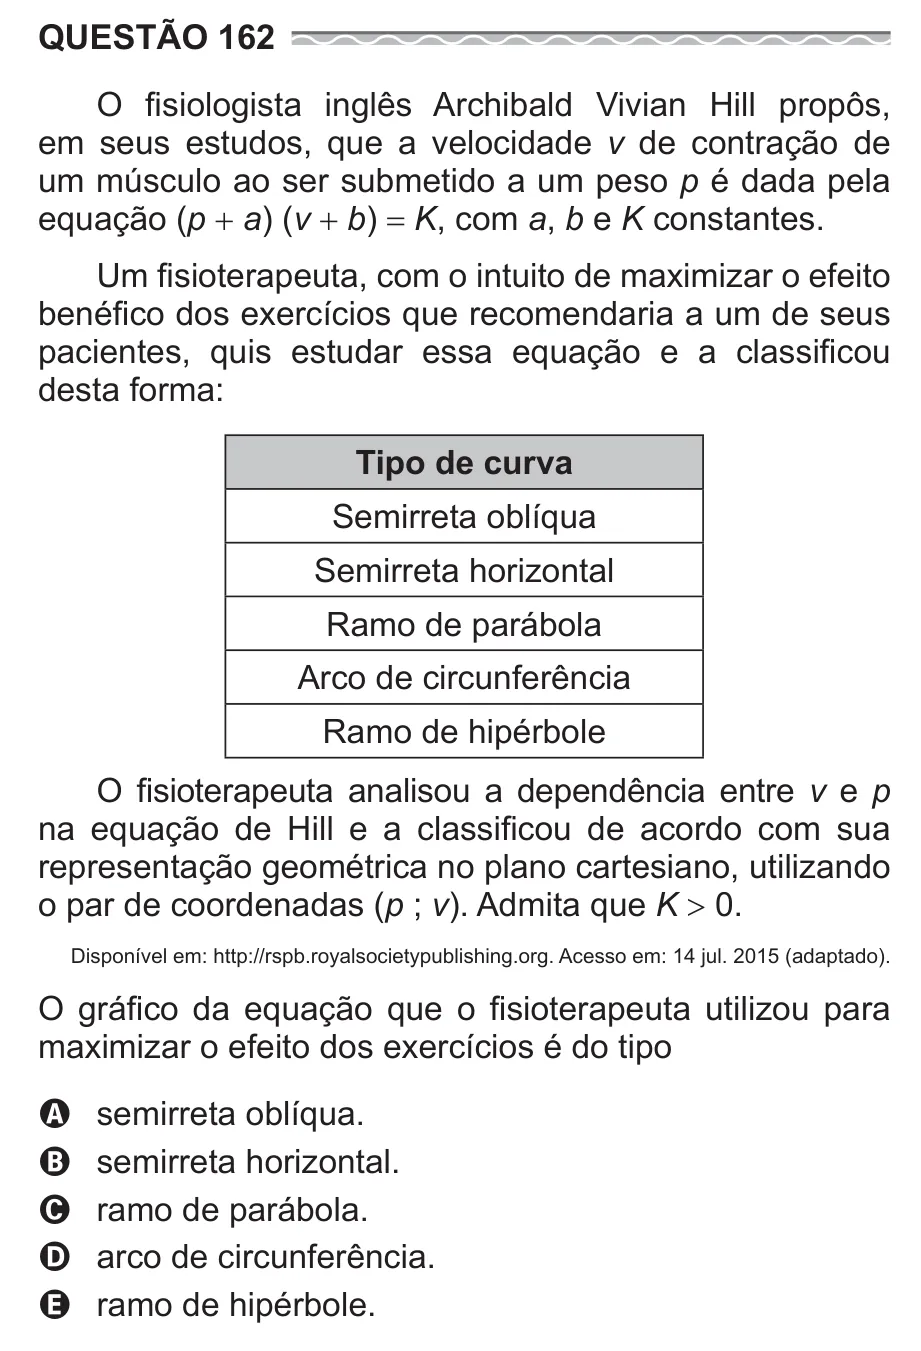 QUESTÃO 162
O fisiologista inglês Archibald Vivian Hill propôs,
em seus estudos, que a velocidade v de contração de
um músculo ao ser submetido a um peso p é dada pela
equação (p + a) (v + b) = K, com a, b e K constantes.
Um fisioterapeuta, com o intuito de maximizar o efeito
benéfico dos exercícios que recomendaria a um de seus
pacientes, quis estudar essa equação e a classificou
desta forma:
Tipo de curva
Semirreta oblíqua
Semirreta horizontal
Ramo de parábola
Arco de circunferência
Ramo de hipérbole
O fisioterapeuta analisou a dependência entre v e p
na equação de Hill e a classificou de acordo com sua
representação geométrica no plano cartesiano, utilizando
o par de coordenadas (p ; v). Admita que K > 0.
Disponível em: http://rspb.royalsocietypublishing.org. Acesso em: 14 jul. 2015 (adaptado).
O gráfico da equação que o fisioterapeuta utilizou para
maximizar o efeito dos exercícios é do tipo
A semirreta oblíqua.
B semirreta horizontal.
C ramo de parábola.
D arco de circunferência.
E ramo de hipérbole.